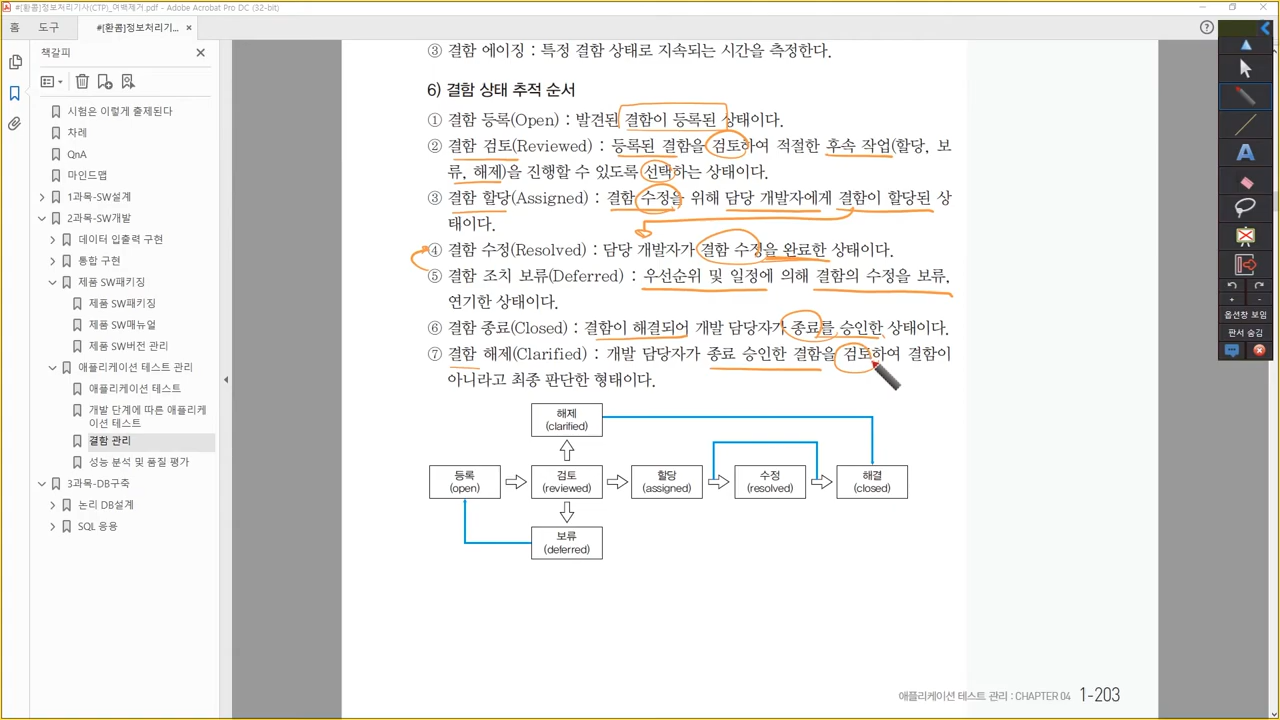 #[환콤]정보처리기사(CTP)_여백제거.pdf - Adobe Acrobat Pro DC (32-bit)
홈
도구
#[환콤]정보처리기...
책갈피
시험은 이렇게 출제된다
차례
QnA
마인드맵
1과목-SW설계
2과목-SW개발
데이터 입출력 구현
통합 구현
제품 SW패키징
제품 SW패키징
제품 SW매뉴얼
제품 SW버전 관리
애플리케이션 테스트 관리
애플리케이션 테스트
개발 단계에 따른 애플리케
이션 테스트
결함 관리
성능 분석 및 품질 평가
3과목-DB구축
논리 DB설계
SQL 응용
③ 결함 에이징 : 특정 결함 상태로 지속되는 시간을 측정한다.
6) 결함 상태 추적 순서
① 결함 등록(Open) : 발견된 결함이 등록된 상태이다.
② 결함 검토(Reviewed) : 등록된 결함을 검토하여 적절한 후속 작업(할당, 보
류, 해제)을 진행할 수 있도록 선택하는 상태이다.
③ 결함 할당(Assigned) : 결함 수정을 위해 담당 개발자에게 결함이 할당된 상
태이다.
④ 결함 수정(Resolved) : 담당 개발자가 결함 수정을 완료한 상태이다.
⑤ 결함 조치 보류(Deferred) : 우선순위 및 일정에 의해 결함의 수정을 보류,
연기한 상태이다.
⑥ 결함 종료(Closed) : 결함이 해결되어 개발 담당자가 종료를 승인한 상태이다.
⑦ 결함 해제(Clarified) : 개발 담당자가 종료 승인한 결함을 검토하여 결함이
아니라고 최종 판단한 형태이다.
해제
(clarified)
등록
(open)
검토
(reviewed)
할당
(assigned)
수정
(resolved)
해결
(closed)
보류
(deferred)
애플리케이션 테스트 관리 : CHAPTER 04 1-203
A
옵션창 보임
판서 숨김